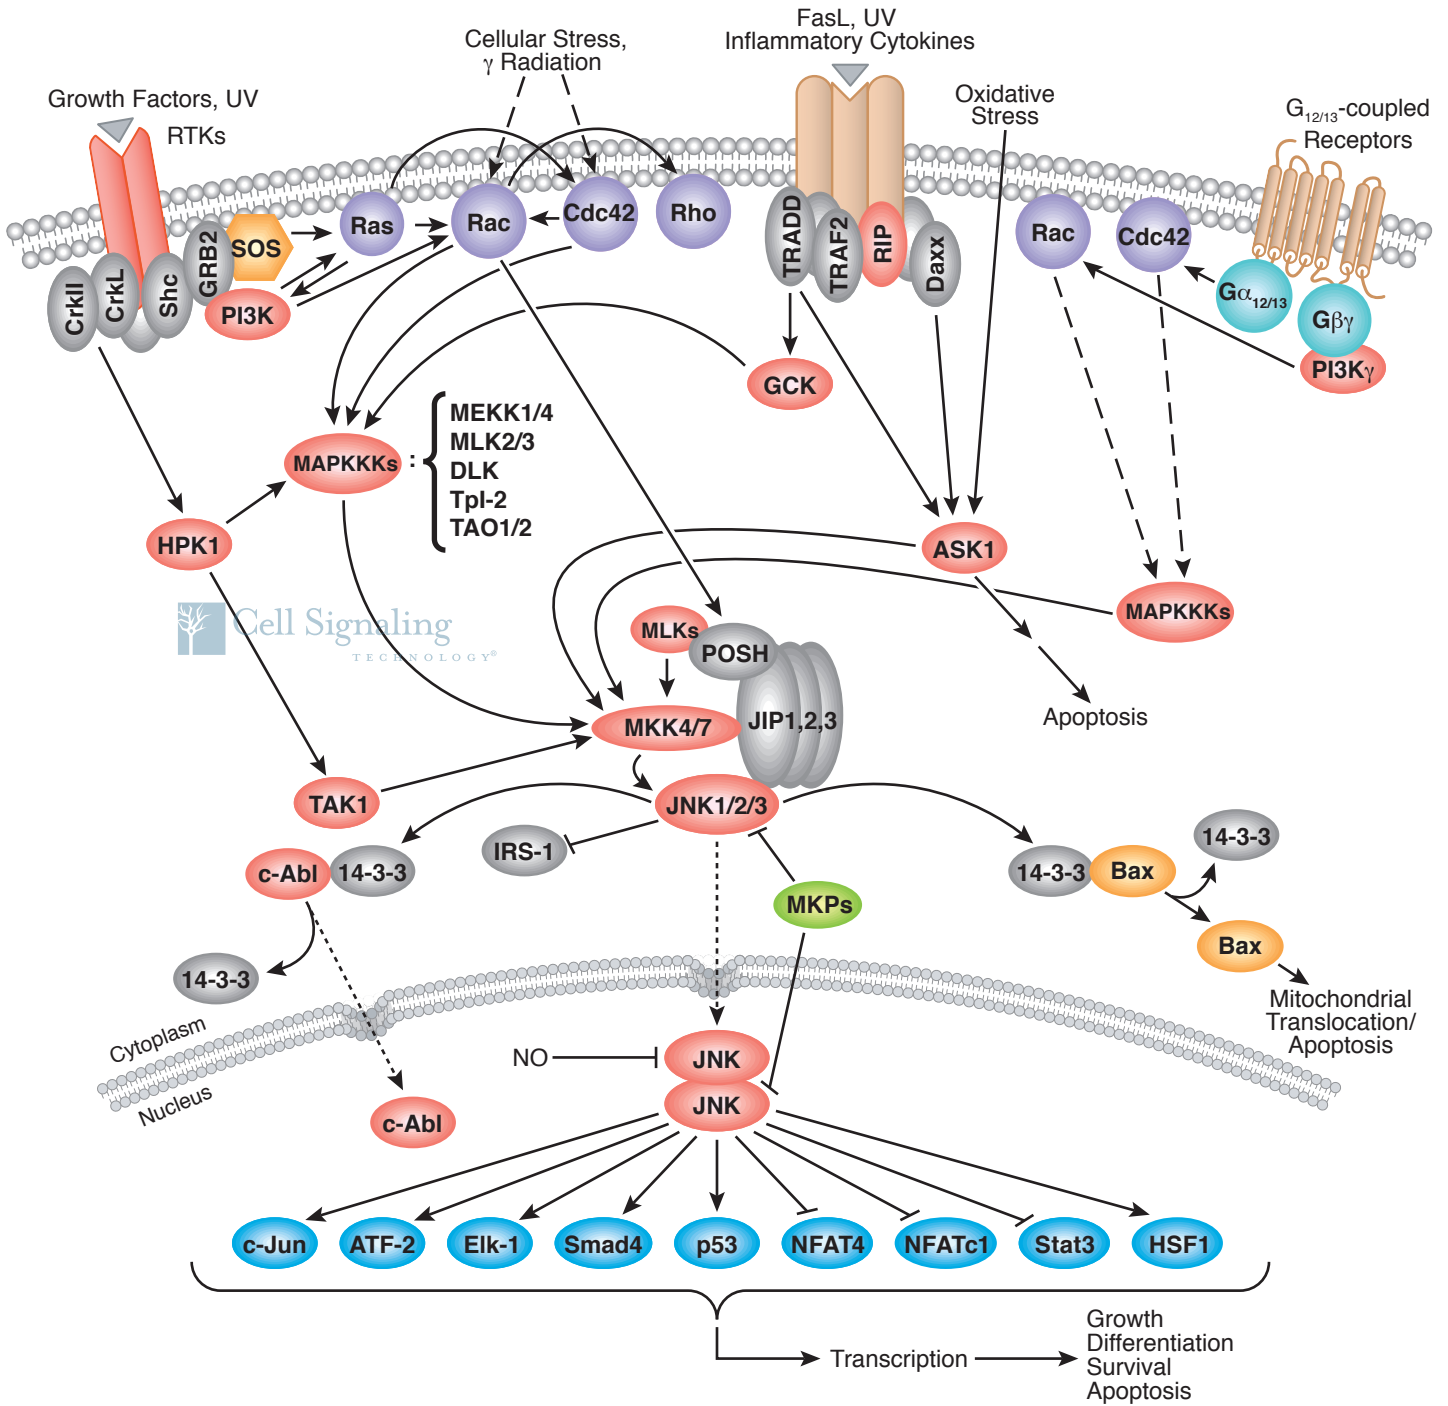 FasL, UV
Inflammatory Cytokines
Cellular Stress,
γ Radiation
Growth Factors, UV
RTKs
Oxidative
Stress
G12/13-coupled
Receptors
CrkII
CrkL
Shc
GRB2
SOS
PI3K
Ras
Rac
Cdc42
Rho
TRADD
TRAF2
RIP
Daxx
Rac
Cdc42
Gα12/13
Gβγ
PI3Kγ
GCK
MAPKKKs :
MEKK1/4
MLK2/3
DLK
Tpl-2
TAO1/2
HPK1
ASK1
MAPKKKs
Cell Signaling
TECHNOLOGY®
MLKs
POSH
JIP1,2,3
MKK4/7
Apoptosis
TAK1
JNK1/2/3
IRS-1
c-Abl
14-3-3
14-3-3
Bax
14-3-3
MKPs
Bax
14-3-3
Mitochondrial
Translocation/
Apoptosis
Cytoplasm
Nucleus
NO
JNK
JNK
c-Abl
c-Jun
ATF-2
Elk-1
Smad4
p53
NFAT4
NFATc1
Stat3
HSF1
Transcription
Growth
Differentiation
Survival
Apoptosis